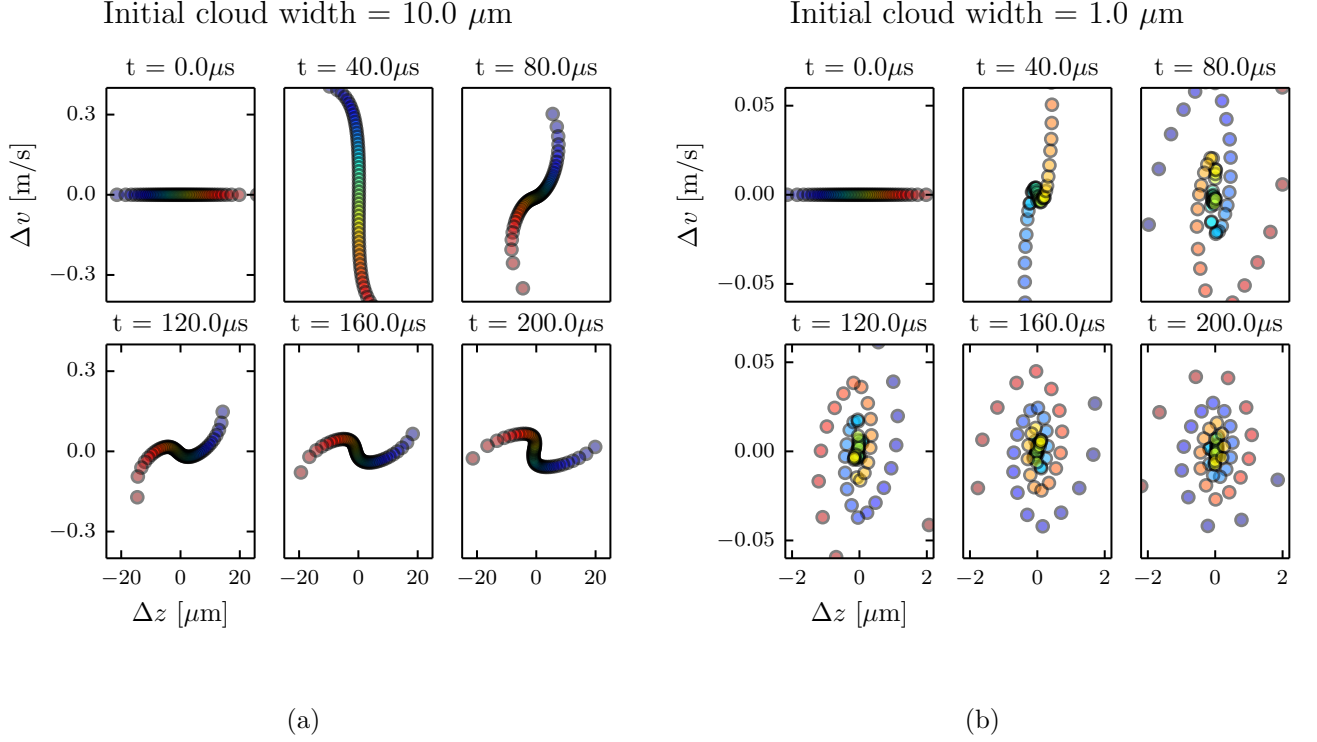 Initial cloud width = 10.0 μm
t = 0.0μs
t = 40.0μs
t = 80.0μs
0.3
0.0
−0.3
Δv [m/s]
t = 120.0μs
t = 160.0μs
t = 200.0μs
0.3
0.0
−0.3
−20
0
20
−20
0
20
−20
0
20
Δz [μm]
(a)
Initial cloud width = 1.0 μm
t = 0.0μs
t = 40.0μs
t = 80.0μs
0.05
0.00
−0.05
Δv [m/s]
t = 120.0μs
t = 160.0μs
t = 200.0μs
0.05
0.00
−0.05
−2
0
2
−2
0
2
−2
0
2
Δz [μm]
(b)